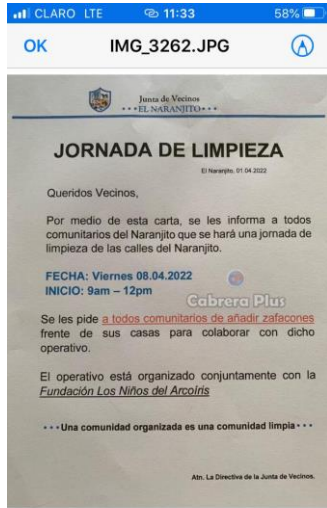 CLARO LTE 11:33 58%
OK IMG_3262.JPG
Junta de Vecinos
•••EL NARANJITO•••
JORNADA DE LIMPIEZA
El Naranjito, 01.04.2022
Queridos Vecinos,
Por medio de esta carta, se les informa a todos
comunitarios del Naranjito que se hará una jornada de
limpieza de las calles del Naranjito.
FECHA: Viernes 08.04.2022
INICIO: 9am – 12pm
Cabrera Plus
Se les pide a todos comunitarios de añadir zafacones
frente de sus casas para colaborar con dicho
operativo.
El operativo está organizado conjuntamente con la
Fundación Los Niños del ArcoIris
•••Una comunidad organizada es una comunidad limpia•••
Atn. La Directiva de la Junta de Vecinos.